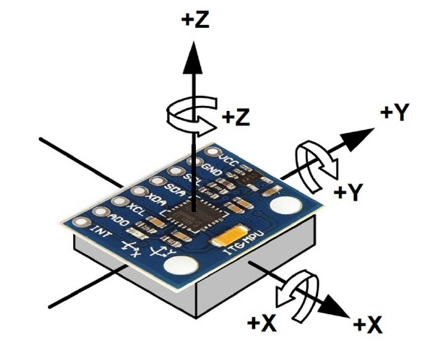 +Z
+Z
+Y
+Y
VCC
GND
SCL
SDA
XDA
XCL
ADO
INT
X
Y
ITG/MPU
+X
+X